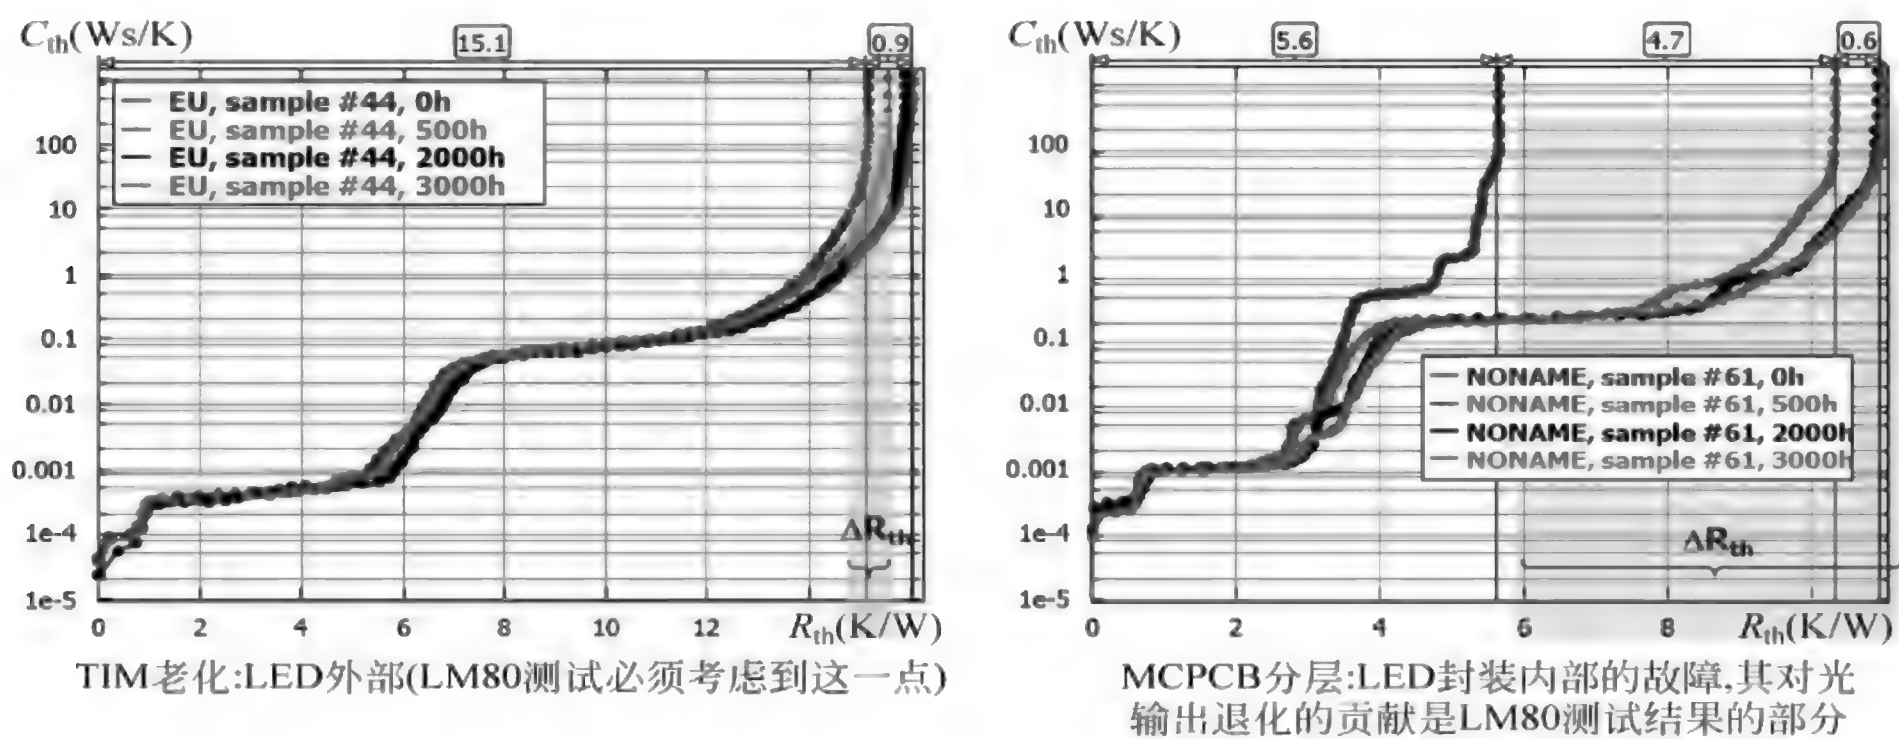 C_th(Ws/K)
15.1
0.9
EU, sample #44, 0h
EU, sample #44, 500h
EU, sample #44, 2000h
EU, sample #44, 3000h
100
10
1
0.1
0.01
0.001
1e-4
1e-5
ΔR_th
0 2 4 6 8 10 12 R_th(K/W)
TIM老化:LED外部(LM80测试必须考虑到这一点)
C_th(Ws/K)
5.6
4.7
0.6
100
10
1
0.1
0.01
0.001
1e-4
1e-5
NONAME, sample #61, 0h
NONAME, sample #61, 500h
NONAME, sample #61, 2000h
NONAME, sample #61, 3000h
ΔR_th
0 2 4 6 8 R_th(K/W)
MCPCB分层:LED封装内部的故障,其对光
输出退化的贡献是LM80测试结果的部分